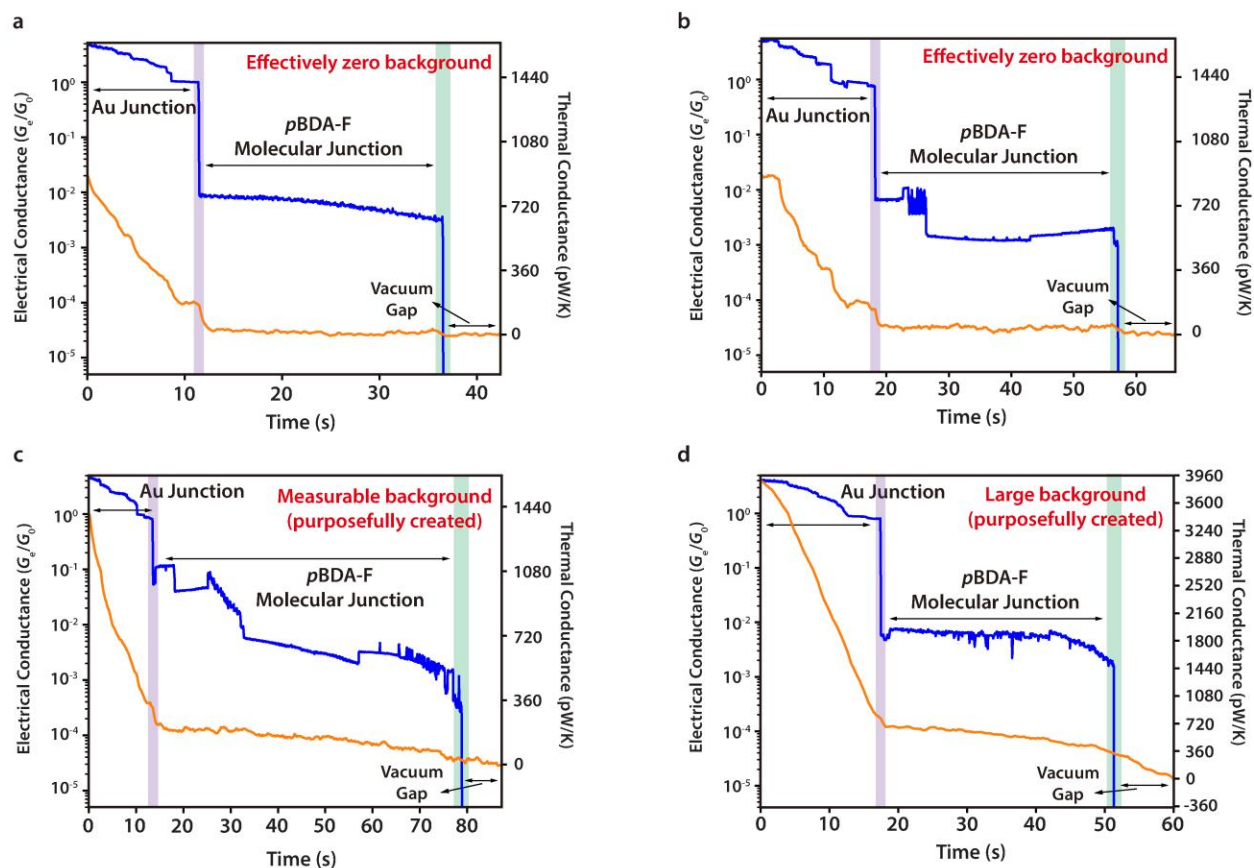 a
Effectively zero background
Au Junction
pBDA-F
Molecular Junction
Vacuum
Gap
Electrical Conductance (Ge/G0)
10^0
10^-1
10^-2
10^-3
10^-4
10^-5
Thermal Conductance (pW/K)
1440
1080
720
360
0
0 10 20 30 40
Time (s)
b
Effectively zero background
Au Junction
pBDA-F
Molecular Junction
Vacuum
Gap
Electrical Conductance (Ge/G0)
10^0
10^-1
10^-2
10^-3
10^-4
10^-5
Thermal Conductance (pW/K)
1440
1080
720
360
0
0 10 20 30 40 50 60
Time (s)
c
Au Junction
Measurable background
(purposefully created)
pBDA-F
Molecular Junction
Vacuum
Gap
Electrical Conductance (Ge/G0)
10^0
10^-1
10^-2
10^-3
10^-4
10^-5
Thermal Conductance (pW/K)
1440
1080
720
360
0
0 10 20 30 40 50 60 70 80
Time (s)
d
Au Junction
Large background
(purposefully created)
pBDA-F
Molecular Junction
Vacuum
Gap
Electrical Conductance (Ge/G0)
10^0
10^-1
10^-2
10^-3
10^-4
10^-5
Thermal Conductance (pW/K)
3960
3600
3240
2880
2520
2160
1800
1440
1080
720
360
0
-360
0 10 20 30 40 50 60
Time (s)